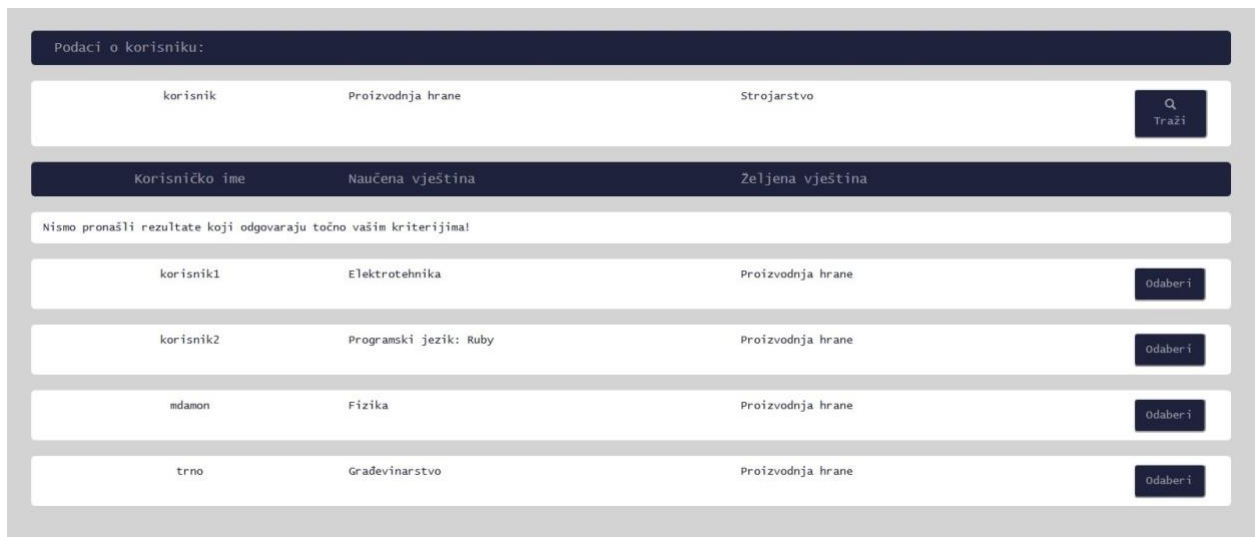 Podaci o korisniku:
korisnik Proizvodnja hrane Strojarstvo Traži
Korisničko ime Naučena vještina Željena vještina
Nismo pronašli rezultate koji odgovaraju točno vašim kriterijima!
korisnik1 Elektrotehnika Proizvodnja hrane Odaberi
korisnik2 Programski jezik: Ruby Proizvodnja hrane Odaberi
mdamon Fizika Proizvodnja hrane Odaberi
trno Građevinarstvo Proizvodnja hrane Odaberi